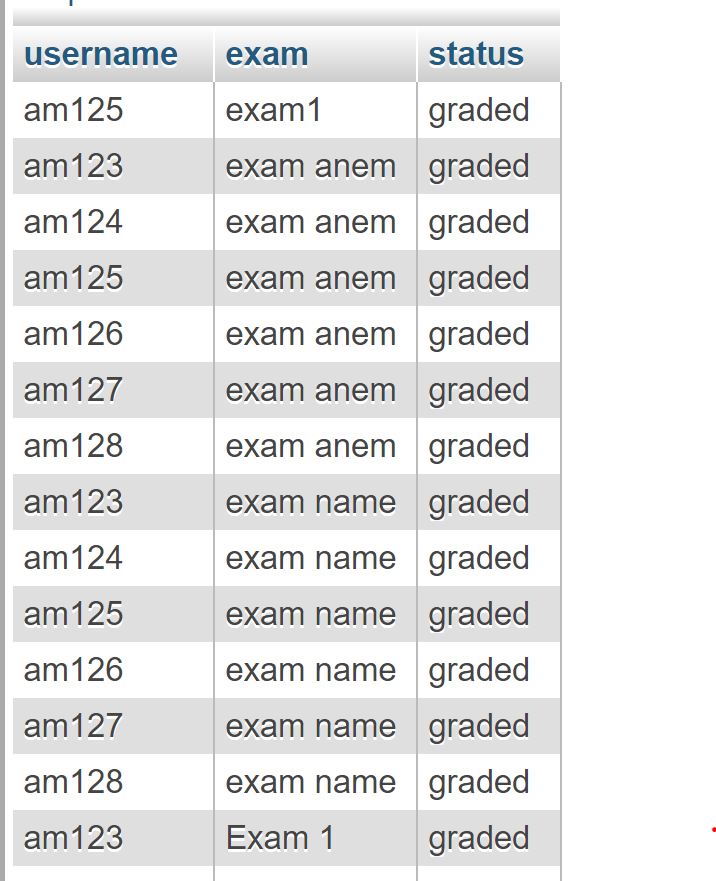 username exam status
am125 exam1 graded
am123 exam anem graded
am124 exam anem graded
am125 exam anem graded
am126 exam anem graded
am127 exam anem graded
am128 exam anem graded
am123 exam name graded
am124 exam name graded
am125 exam name graded
am126 exam name graded
am127 exam name graded
am128 exam name graded
am123 Exam 1 graded